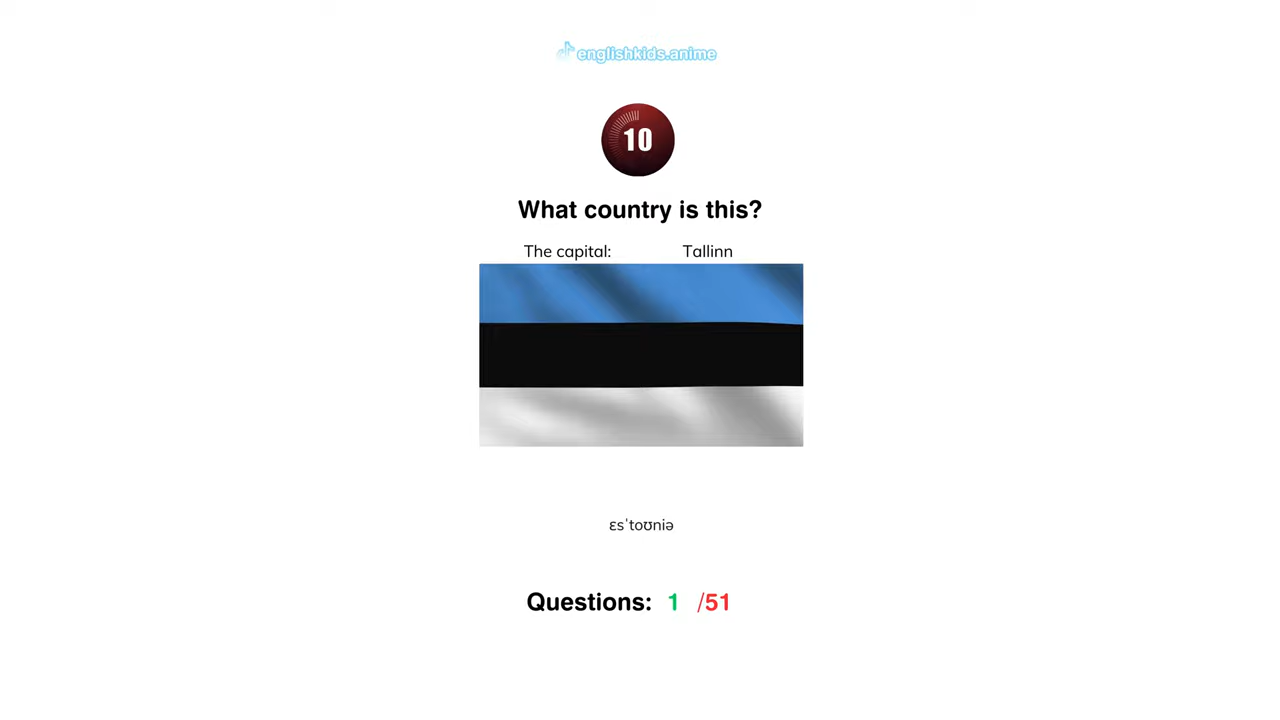 englishkids.anime
10
What country is this?
The capital: Tallinn
ɛsˈtoʊniə
Questions: 1 /51